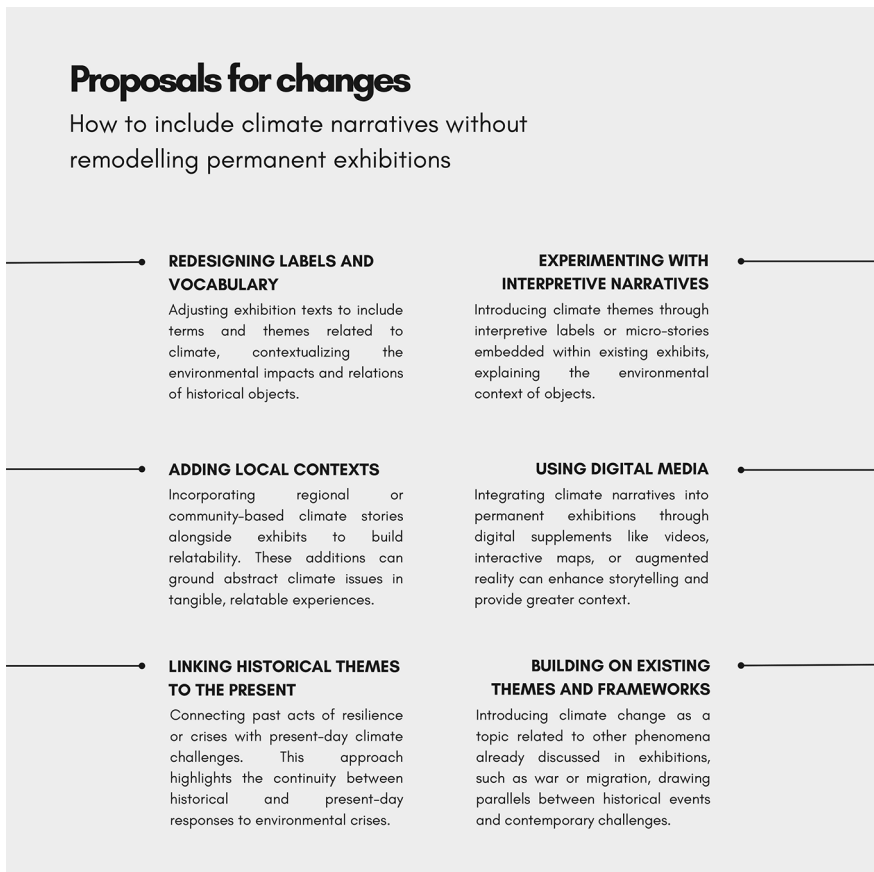 Proposals for changes
How to include climate narratives without
remodelling permanent exhibitions
REDESIGNING LABELS AND
VOCABULARY
Adjusting exhibition texts to include
terms and themes related to
climate, contextualizing the
environmental impacts and relations
of historical objects.
EXPERIMENTING WITH
INTERPRETIVE NARRATIVES
Introducing climate themes through
interpretive labels or micro-stories
embedded within existing exhibits,
explaining the environmental
context of objects.
ADDING LOCAL CONTEXTS
Incorporating regional or
community-based climate stories
alongside exhibits to build
relatability. These additions can
ground abstract climate issues in
tangible, relatable experiences.
USING DIGITAL MEDIA
Integrating climate narratives into
permanent exhibitions through
digital supplements like videos,
interactive maps, or augmented
reality can enhance storytelling and
provide greater context.
LINKING HISTORICAL THEMES
TO THE PRESENT
Connecting past acts of resilience
or crises with present-day climate
challenges. This approach
highlights the continuity between
historical and present-day
responses to environmental crises.
BUILDING ON EXISTING
THEMES AND FRAMEWORKS
Introducing climate change as a
topic related to other phenomena
already discussed in exhibitions,
such as war or migration, drawing
parallels between historical events
and contemporary challenges.